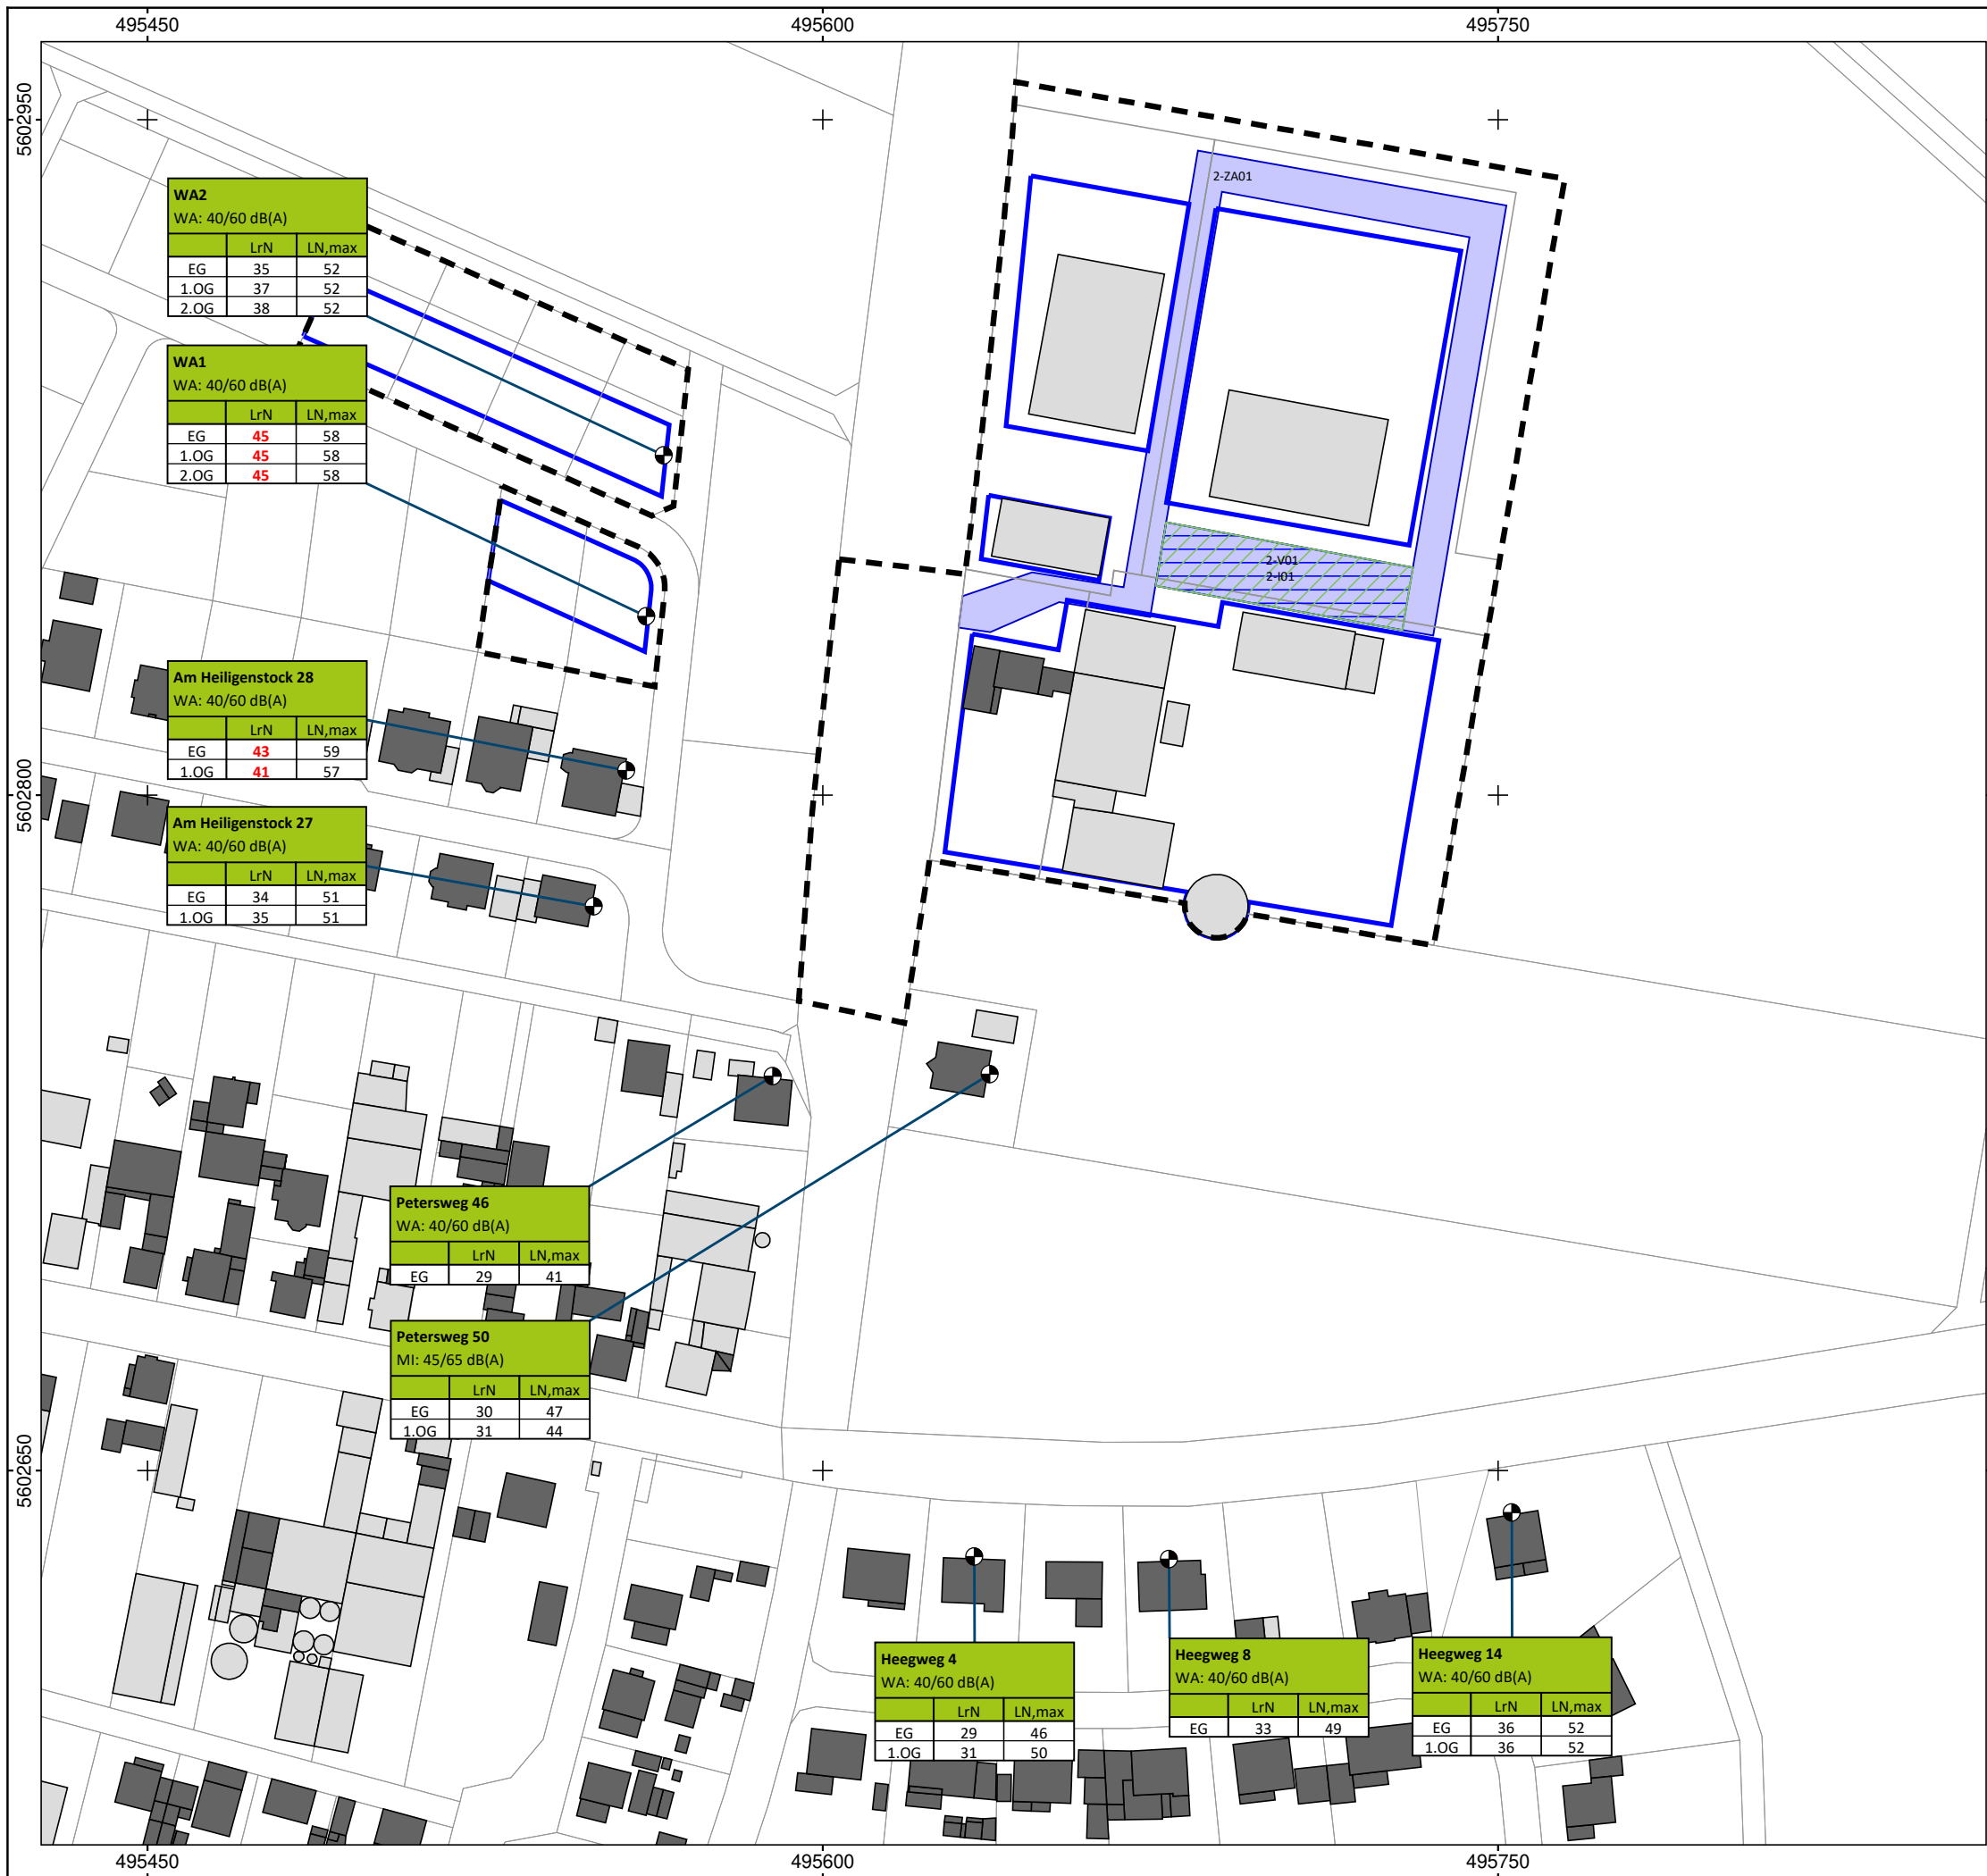 495450 495600 495750
5602950
2-ZA01
WA2
WA: 40/60 dB(A)
LrN LN,max
EG 35 52
1.OG 37 52
2.OG 38 52
WA1
WA: 40/60 dB(A)
LrN LN,max
EG 45 58
1.OG 45 58
2.OG 45 58
2-V01
2-I01
Am Heiligenstock 28
WA: 40/60 dB(A)
LrN LN,max
EG 43 59
1.OG 41 57
5602800
Am Heiligenstock 27
WA: 40/60 dB(A)
LrN LN,max
EG 34 51
1.OG 35 51
Petersweg 46
WA: 40/60 dB(A)
LrN LN,max
EG 29 41
Petersweg 50
MI: 45/65 dB(A)
LrN LN,max
EG 30 47
1.OG 31 44
5602650
Heegweg 4
WA: 40/60 dB(A)
LrN LN,max
EG 29 46
1.OG 31 50
Heegweg 8
WA: 40/60 dB(A)
LrN LN,max
EG 33 49
Heegweg 14
WA: 40/60 dB(A)
LrN LN,max
EG 36 52
1.OG 36 52
495450 495600 495750